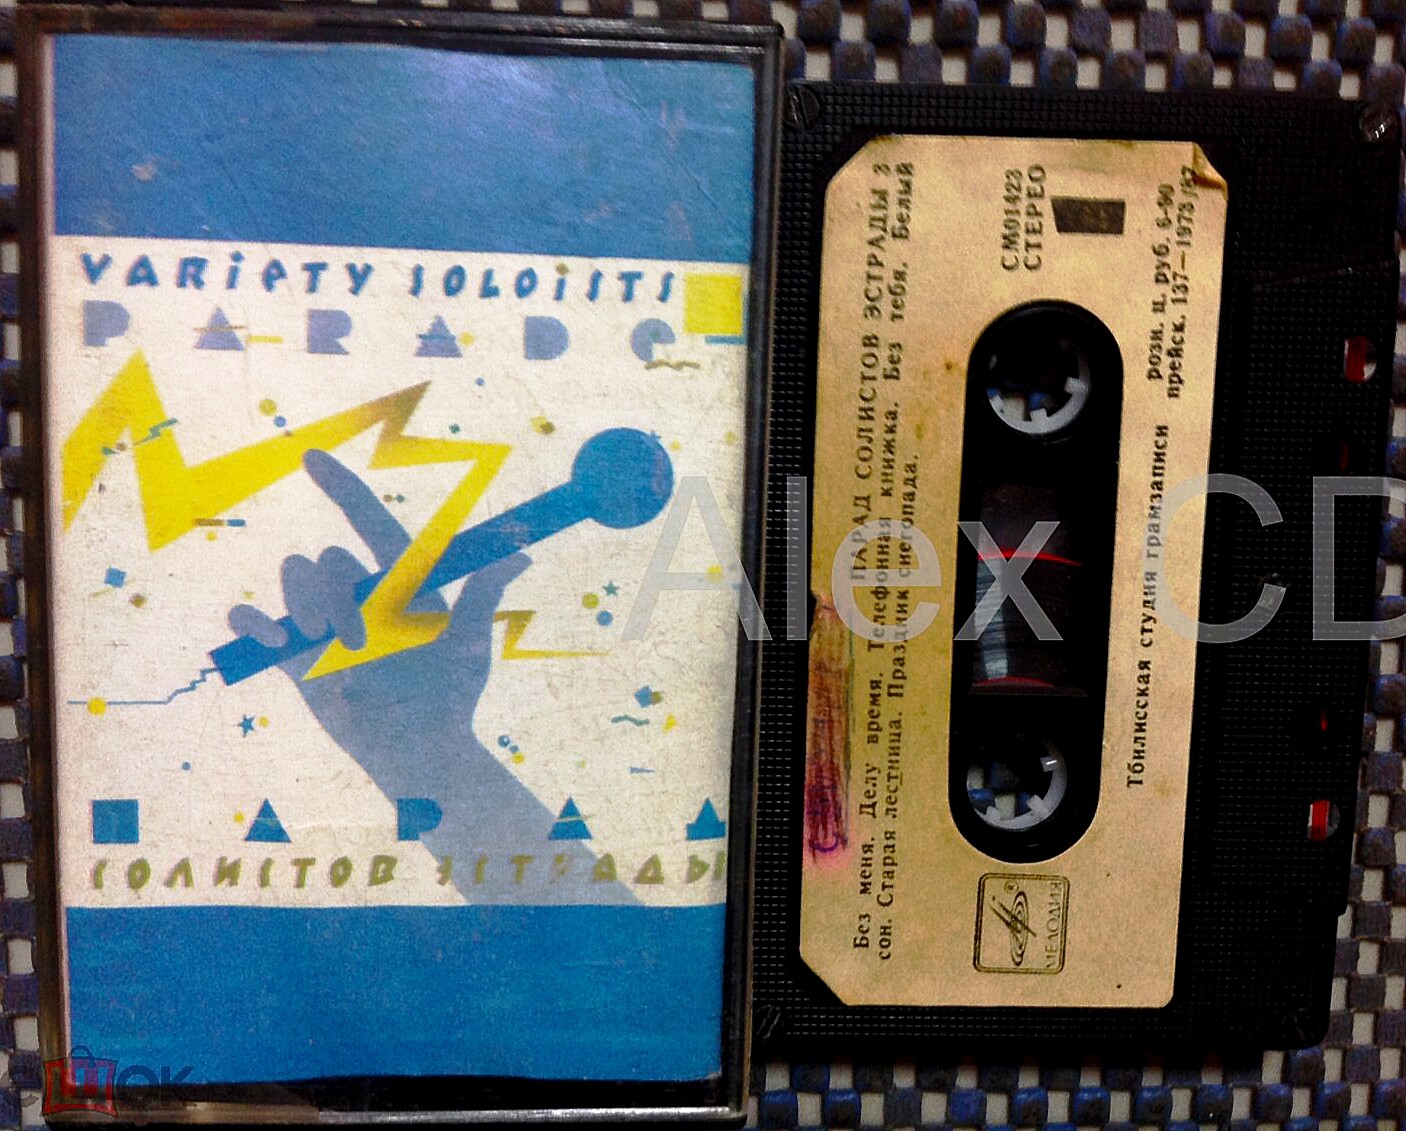 VARIETY SOLOISTS
PARADE
ПАРАД
СОЛИСТОВ ЭСТРАДЫ
ПАРАД СОЛИСТОВ ЭСТРАДЫ 3
Без меня. Делу время. Телефонная книжка. Без тебя. Белый
сон. Старая лестница. Праздник снегопада.
СМ01423
СТЕРЕО
1
МЕЛОДИЯ
Тбилисская студия грамзаписи
розн. ц. руб. 6-90
прейск. 137—1973/87
Alex CD